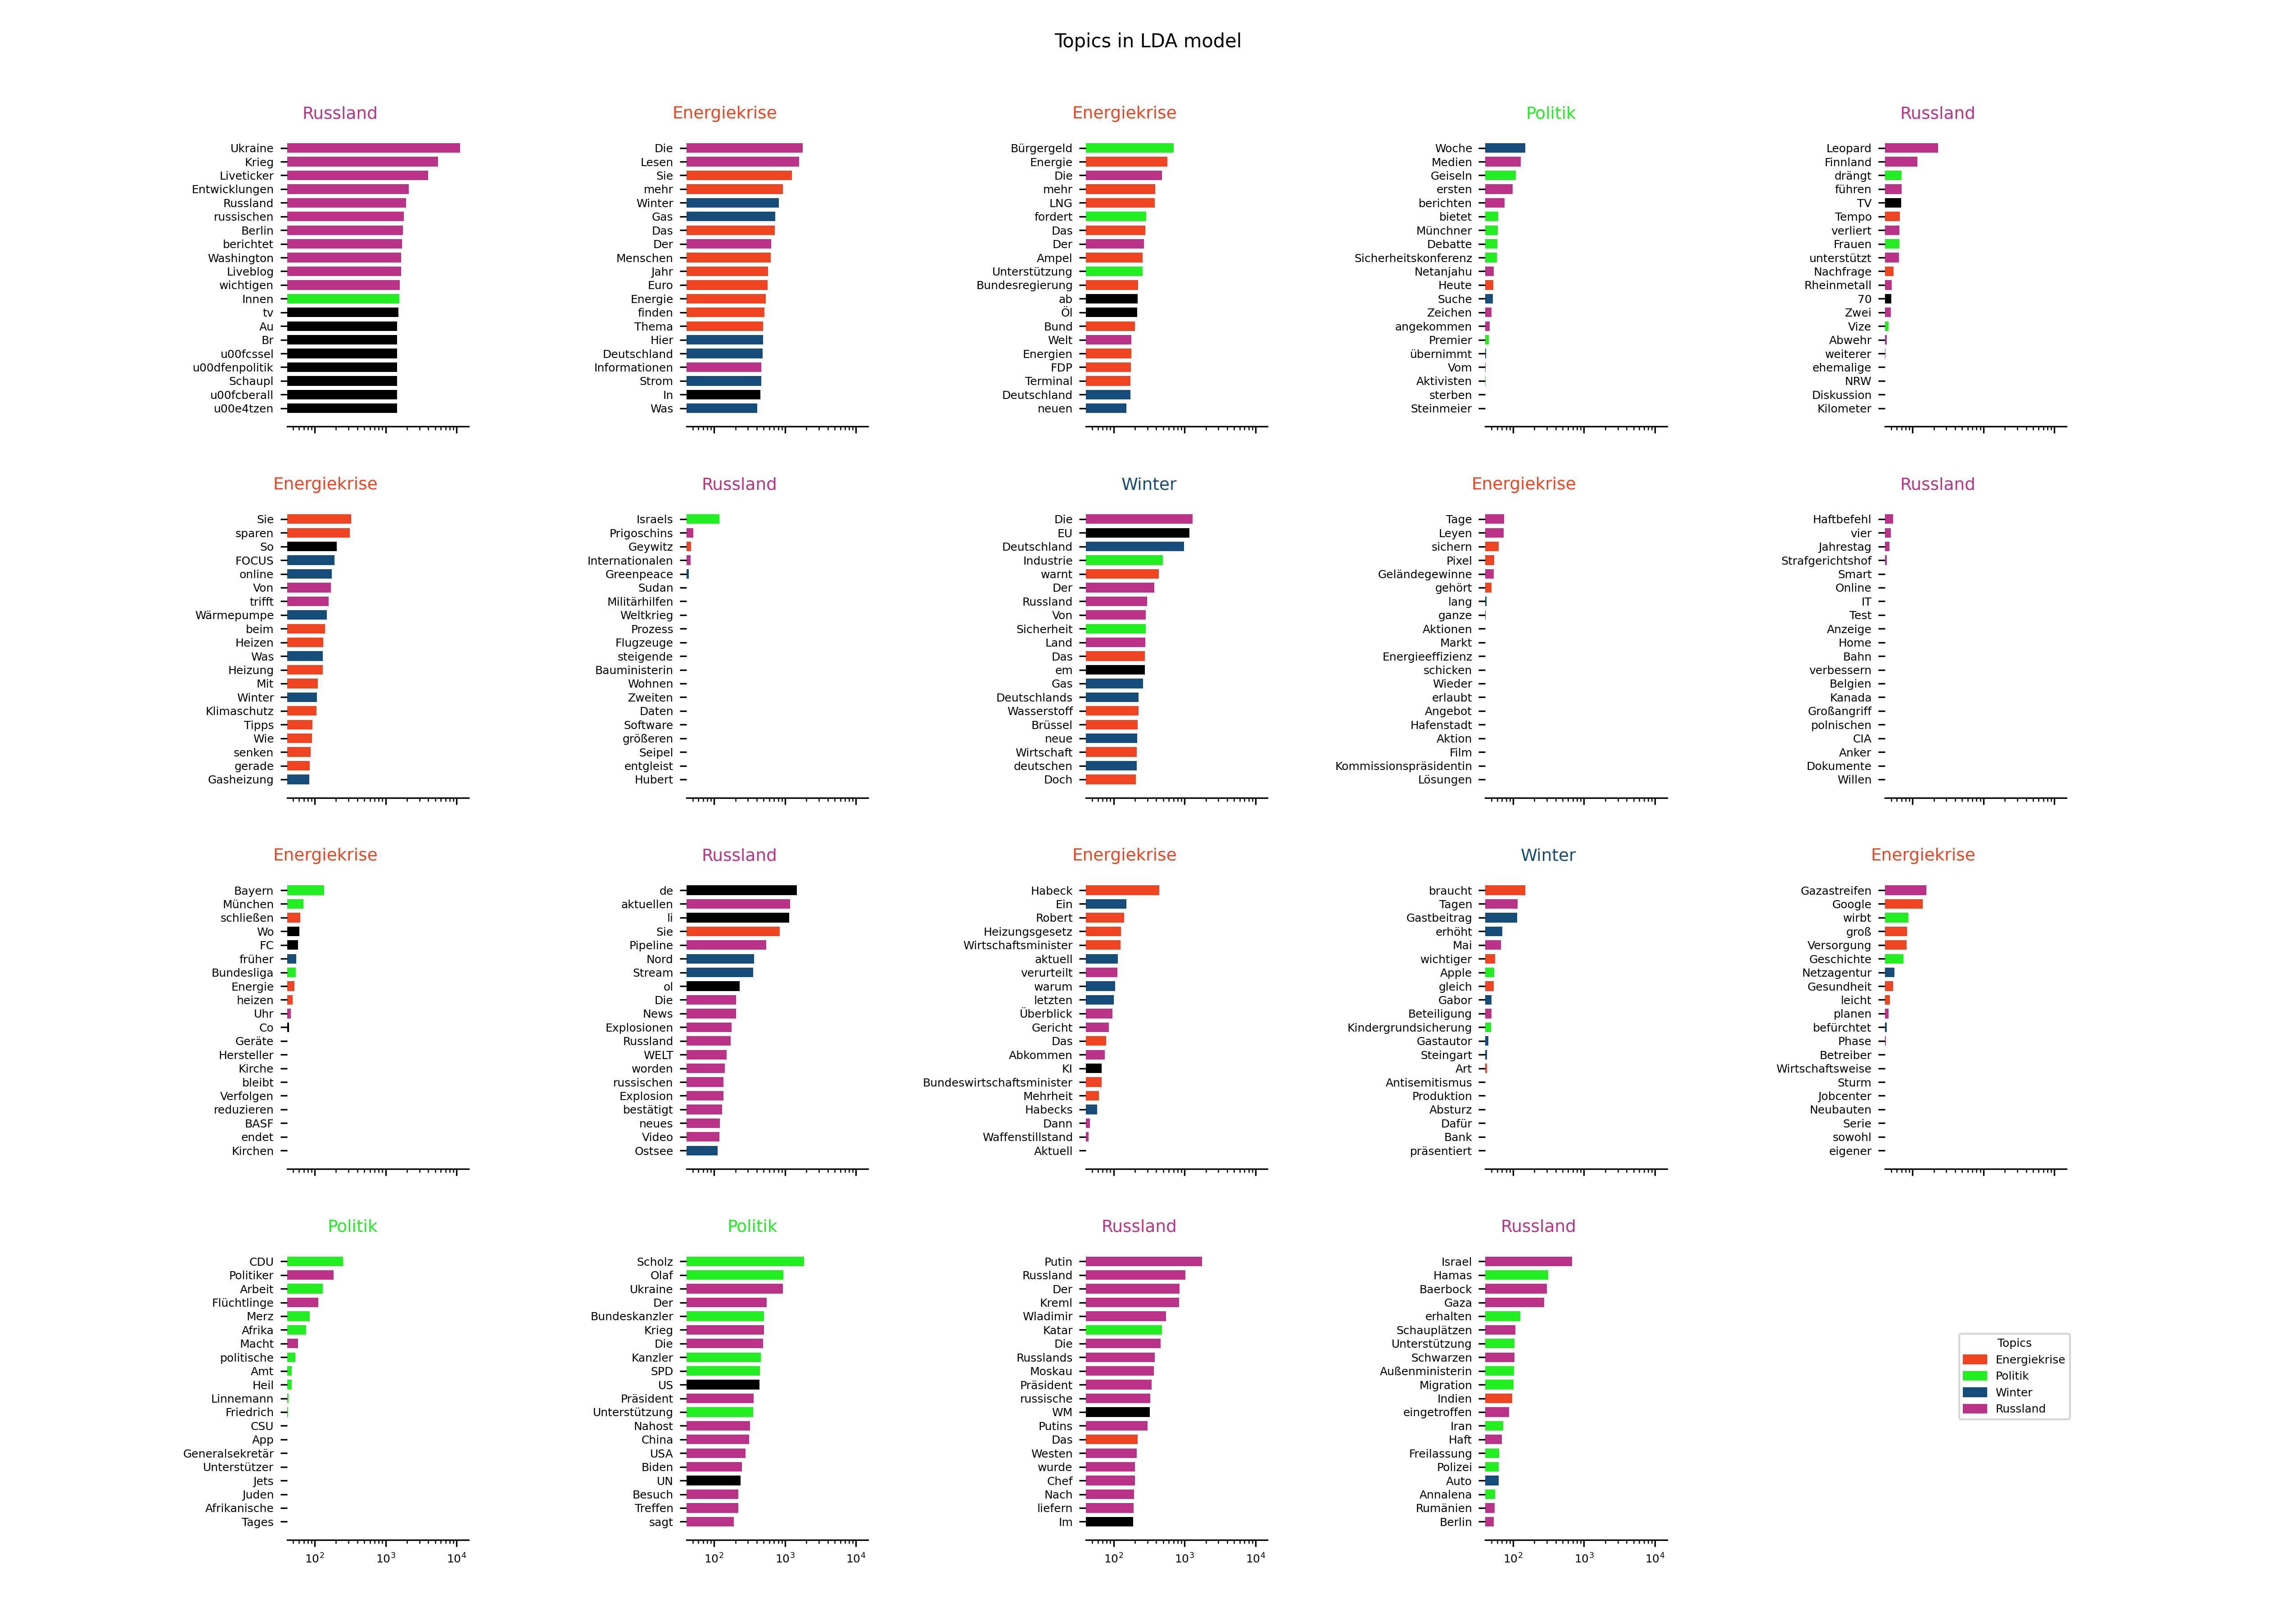 Topics in LDA model
Russland
Ukraine
Krieg
Liveticker
Entwicklungen
Russland
russischen
Berlin
berichtet
Washington
Liveblog
wichtigen
Innen
tv
Au
Br
u00fcssel
u00dfenpolitik
Schaupl
u00fcberall
u00e4tzen
Energiekrise
Die
Lesen
Sie
mehr
Winter
Gas
Das
Der
Menschen
Jahr
Euro
Energie
finden
Thema
Hier
Deutschland
Informationen
Strom
In
Was
Energiekrise
Bürgergeld
Energie
Die
mehr
LNG
fordert
Das
Der
Ampel
Unterstützung
Bundesregierung
ab
Öl
Bund
Welt
Energien
FDP
Terminal
Deutschland
neuen
Politik
Woche
Medien
Geiseln
ersten
berichten
bietet
Münchner
Debatte
Sicherheitskonferenz
Netanjahu
Heute
Suche
Zeichen
angekommen
Premier
übernimmt
Vom
Aktivisten
sterben
Steinmeier
Russland
Leopard
Finnland
drängt
führen
TV
Tempo
verliert
Frauen
unterstützt
Nachfrage
Rheinmetall
70
Zwei
Vize
Abwehr
weiterer
ehemalige
NRW
Diskussion
Kilometer
Energiekrise
Sie
sparen
So
FOCUS
online
Von
trifft
Wärmepumpe
beim
Heizen
Was
Heizung
Mit
Winter
Klimaschutz
Tipps
Wie
senken
gerade
Gasheizung
Russland
Israels
Prigoschins
Geywitz
Internationalen
Greenpeace
Sudan
Militärhilfen
Weltkrieg
Prozess
Flugzeuge
steigende
Bauministerin
Wohnen
Zweiten
Daten
Software
größeren
Seipel
entgleist
Hubert
Winter
Die
EU
Deutschland
Industrie
warnt
Der
Russland
Von
Sicherheit
Land
Das
em
Gas
Deutschlands
Wasserstoff
Brüssel
neue
Wirtschaft
deutschen
Doch
Energiekrise
Tage
Leyen
sichern
Pixel
Geländegewinne
gehört
lang
ganze
Aktionen
Markt
Energieeffizienz
schicken
Wieder
erlaubt
Angebot
Hafenstadt
Aktion
Film
Kommissionspräsidentin
Lösungen
Russland
Haftbefehl
vier
Jahrestag
Strafgerichtshof
Smart
Online
IT
Test
Anzeige
Home
Bahn
verbessern
Belgien
Kanada
Großangriff
polnischen
CIA
Anker
Dokumente
Willen
Energiekrise
Bayern
München
schließen
Wo
FC
früher
Bundesliga
Energie
heizen
Uhr
Co
Geräte
Hersteller
Kirche
bleibt
Verfolgen
reduzieren
BASF
endet
Kirchen
Russland
de
aktuellen
li
Sie
Pipeline
Nord
Stream
ol
Die
News
Explosionen
Russland
WELT
worden
russischen
Explosion
bestätigt
neues
Video
Ostsee
Energiekrise
Habeck
Ein
Robert
Heizungsgesetz
Wirtschaftsminister
aktuell
verurteilt
warum
letzten
Überblick
Gericht
Das
Abkommen
KI
Bundeswirtschaftsminister
Mehrheit
Habecks
Dann
Waffenstillstand
Aktuell
Winter
braucht
Tagen
Gastbeitrag
erhöht
Mai
wichtiger
Apple
gleich
Gabor
Beteiligung
Kindergrundsicherung
Gastautor
Steingart
Art
Antisemitismus
Produktion
Absturz
Dafür
Bank
präsentiert
Energiekrise
Gazastreifen
Google
wirbt
groß
Versorgung
Geschichte
Netzagentur
Gesundheit
leicht
planen
befürchtet
Phase
Betreiber
Wirtschaftsweise
Sturm
Jobcenter
Neubauten
Serie
sowohl
eigener
Politik
CDU
Politiker
Arbeit
Flüchtlinge
Merz
Afrika
Macht
politische
Amt
Heil
Linnemann
Friedrich
CSU
App
Generalsekretär
Unterstützer
Jets
Juden
Afrikanische
Tages
10² 10³ 10⁴
Politik
Scholz
Olaf
Ukraine
Der
Bundeskanzler
Krieg
Die
Kanzler
SPD
US
Präsident
Unterstützung
Nahost
China
USA
Biden
UN
Besuch
Treffen
sagt
10² 10³ 10⁴
Russland
Putin
Russland
Der
Kreml
Wladimir
Katar
Die
Russlands
Moskau
Präsident
russische
WM
Putins
Das
Westen
wurde
Chef
Nach
liefern
Im
10² 10³ 10⁴
Russland
Israel
Hamas
Baerbock
Gaza
erhalten
Schauplätzen
Unterstützung
Schwarzen
Außenministerin
Migration
Indien
eingetroffen
Iran
Haft
Freilassung
Polizei
Auto
Annalena
Rumänien
Berlin
10² 10³ 10⁴
Topics
Energiekrise
Politik
Winter
Russland